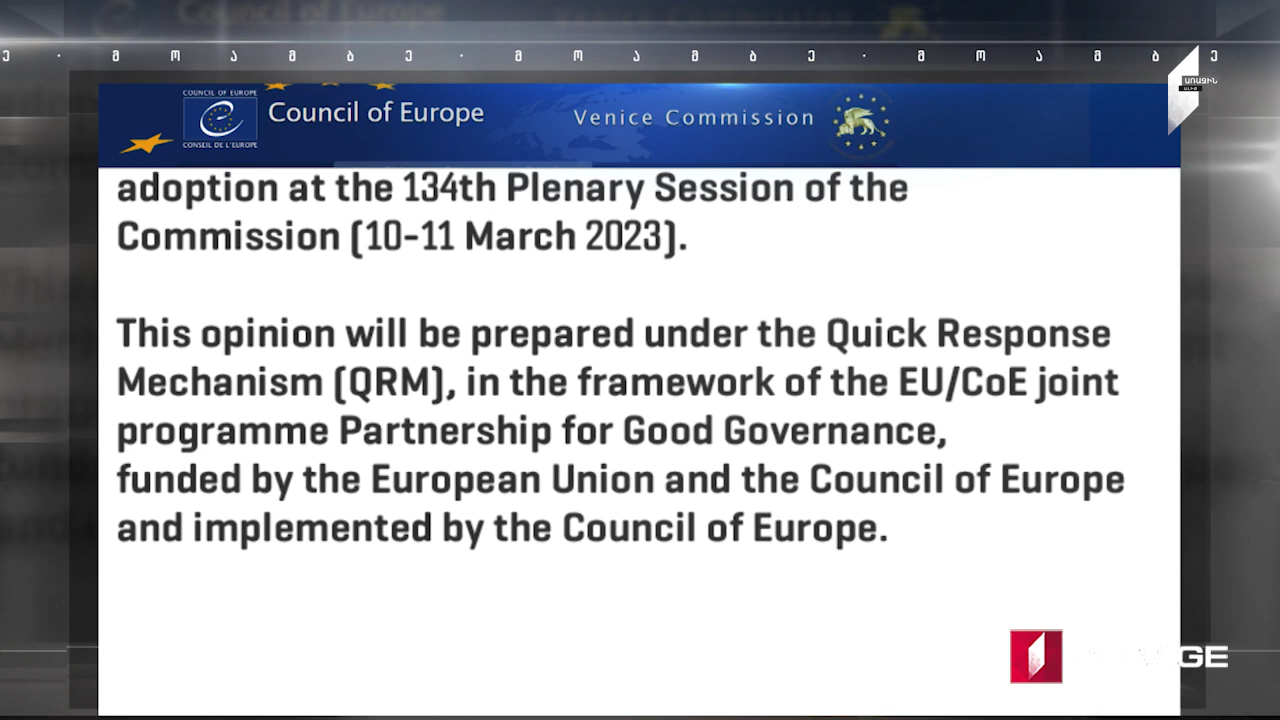 ე · მ ო ა მ ბ ე · მ ო ა მ ბ ე · მ ო ა მ ბ ე
ԱՌԱՋԻՆ
ԱԼԻՔ
COUNCIL OF EUROPE
Council of Europe
CONSEIL DE L'EUROPE
Venice Commission
adoption at the 134th Plenary Session of the
Commission (10-11 March 2023).
This opinion will be prepared under the Quick Response
Mechanism (QRM), in the framework of the EU/CoE joint
programme Partnership for Good Governance,
funded by the European Union and the Council of Europe
and implemented by the Council of Europe.
GE